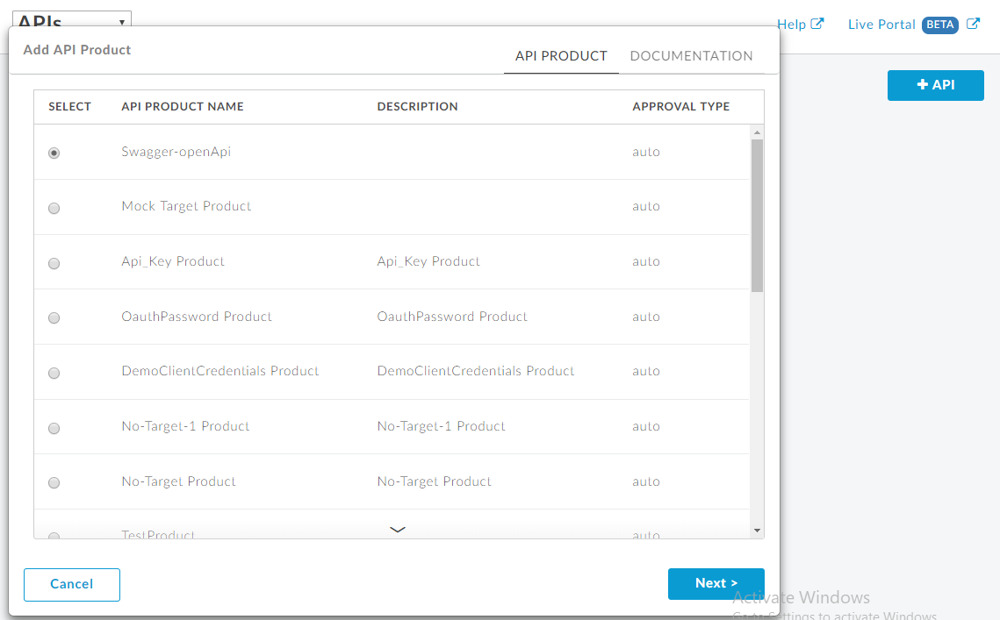 APIs
Help
Live Portal BETA
Add API Product
API PRODUCT
DOCUMENTATION
+ API
SELECT API PRODUCT NAME DESCRIPTION APPROVAL TYPE
Swagger-openApi auto
Mock Target Product auto
Api_Key Product Api_Key Product auto
OauthPassword Product OauthPassword Product auto
DemoClientCredentials Product DemoClientCredentials Product auto
No-Target-1 Product No-Target-1 Product auto
No-Target Product No-Target Product auto
TestProduct auto
Cancel
Next >
Activate Windows
Go to Settings to activate Windows.